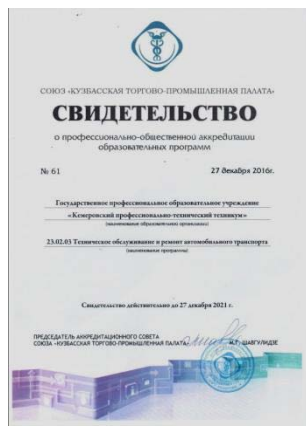 СОЮЗ «КУЗБАССКАЯ ТОРГОВО-ПРОМЫШЛЕННАЯ ПАЛАТА»
СВИДЕТЕЛЬСТВО
о профессионально-общественной аккредитации
образовательных программ
№ 61
27 декабря 2016г.
Государственное профессиональное образовательное учреждение
«Кемеровский профессионально-технический техникум»
(наименование образовательной организации)
23.02.03 Техническое обслуживание и ремонт автомобильного транспорта
(наименование программы)
Свидетельство действительно до 27 декабря 2021 г.
ПРЕДСЕДАТЕЛЬ АККРЕДИТАЦИОННОГО СОВЕТА
СОЮЗА «КУЗБАССКАЯ ТОРГОВО-ПРОМЫШЛЕННАЯ ПАЛАТА»
М.Г. ШАВГУЛИДЗЕ